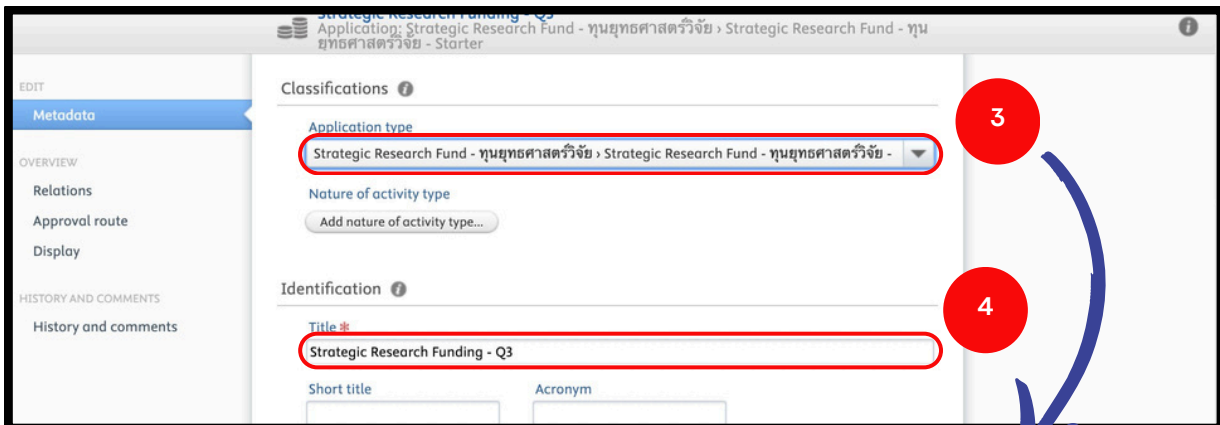 Strategic Research Funding - Q3
Application: Strategic Research Fund - ทุนยุทธศาสตร์วิจัย › Strategic Research Fund - ทุน
ยุทธศาสตร์วิจัย - Starter
EDIT
Metadata
OVERVIEW
Relations
Approval route
Display
HISTORY AND COMMENTS
History and comments
Classifications
Application type
Strategic Research Fund - ทุนยุทธศาสตร์วิจัย › Strategic Research Fund - ทุนยุทธศาสตร์วิจัย -
3
Nature of activity type
Add nature of activity type...
Identification
4
Title *
Strategic Research Funding - Q3
Short title
Acronym